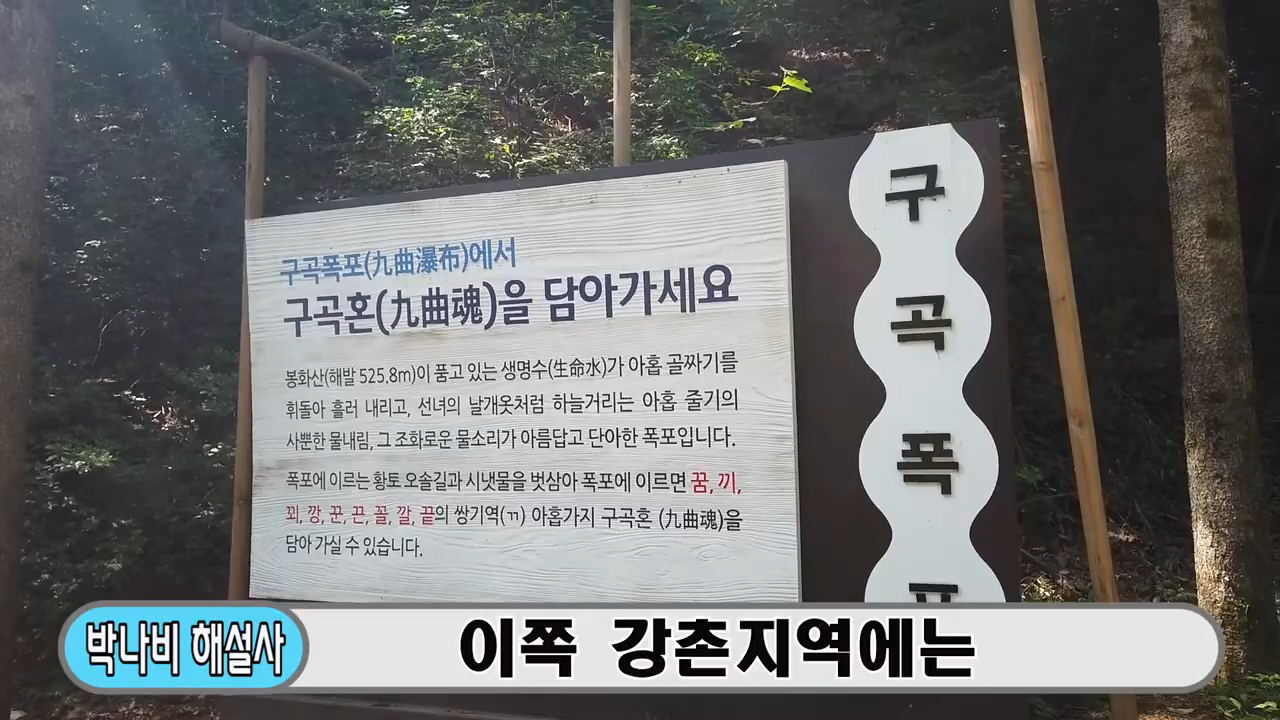 구곡폭포(九曲瀑布)에서
구곡혼(九曲魂)을 담아가세요
봉화산(해발 525.8m)이 품고 있는 생명수(生命水)가 아홉 골짜기를
휘돌아 흘러 내리고, 선녀의 날개옷처럼 하늘거리는 아홉 줄기의
사뿐한 물내림, 그 조화로운 물소리가 아름답고 단아한 폭포입니다.
폭포에 이르는 황토 오솔길과 시냇물을 벗삼아 폭포에 이르면 꿈, 끼,
꾀, 깡, 꾼, 끈, 꼴, 깔, 끝의 쌍기역(ㄲ) 아홉가지 구곡혼 (九曲魂)을
담아 가실 수 있습니다.
구
곡
폭
포
박나비 해설사
이쪽 강촌지역에는